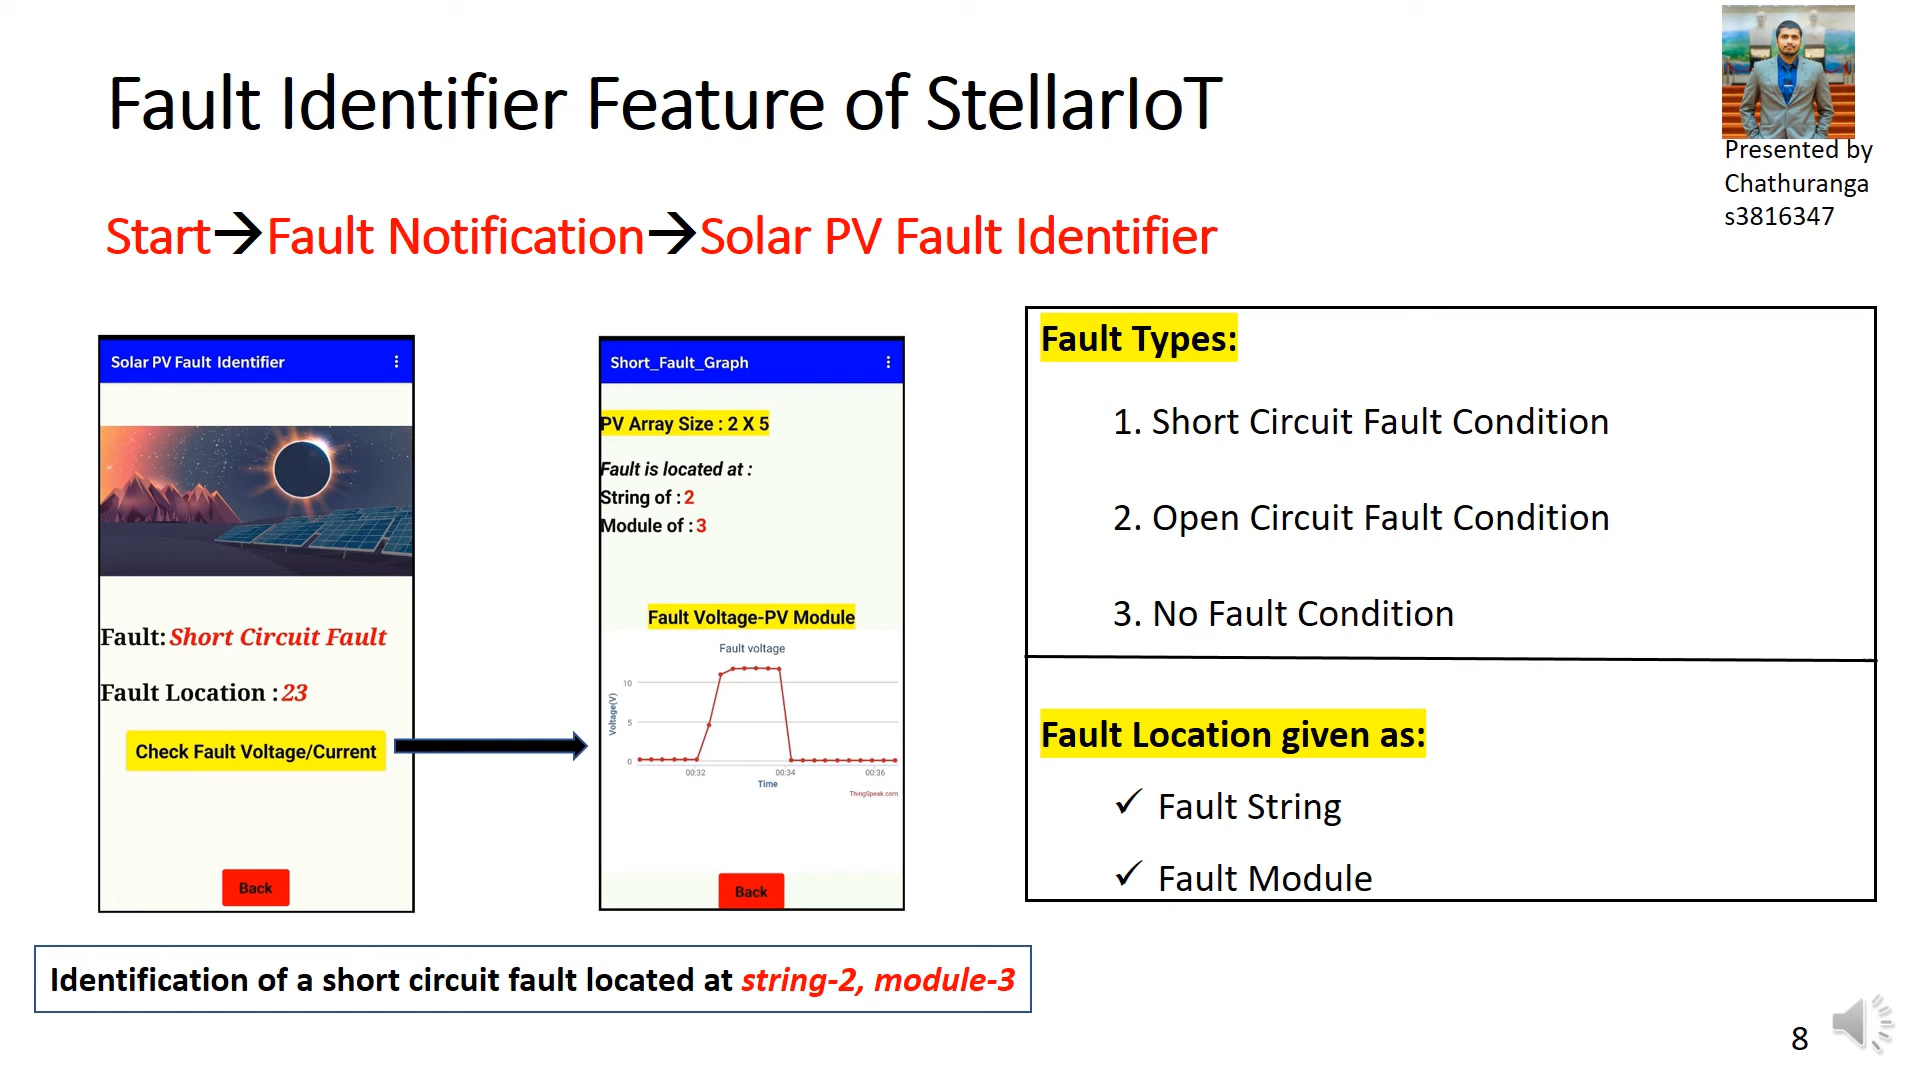 Fault Identifier Feature of StellarIoT
Presented by
Chathuranga
s3816347
Start→Fault Notification→Solar PV Fault Identifier
Solar PV Fault Identifier
Fault: Short Circuit Fault
Fault Location : 23
Check Fault Voltage/Current
Back
Short_Fault_Graph
PV Array Size : 2 X 5
Fault is located at :
String of : 2
Module of : 3
Fault Voltage-PV Module
Fault voltage
Voltage(V)
10
5
0
00:32 00:34 00:36
Time
ThingSpeak.com
Back
Fault Types:
1. Short Circuit Fault Condition
2. Open Circuit Fault Condition
3. No Fault Condition
Fault Location given as:
✓ Fault String
✓ Fault Module
Identification of a short circuit fault located at string-2, module-3
8